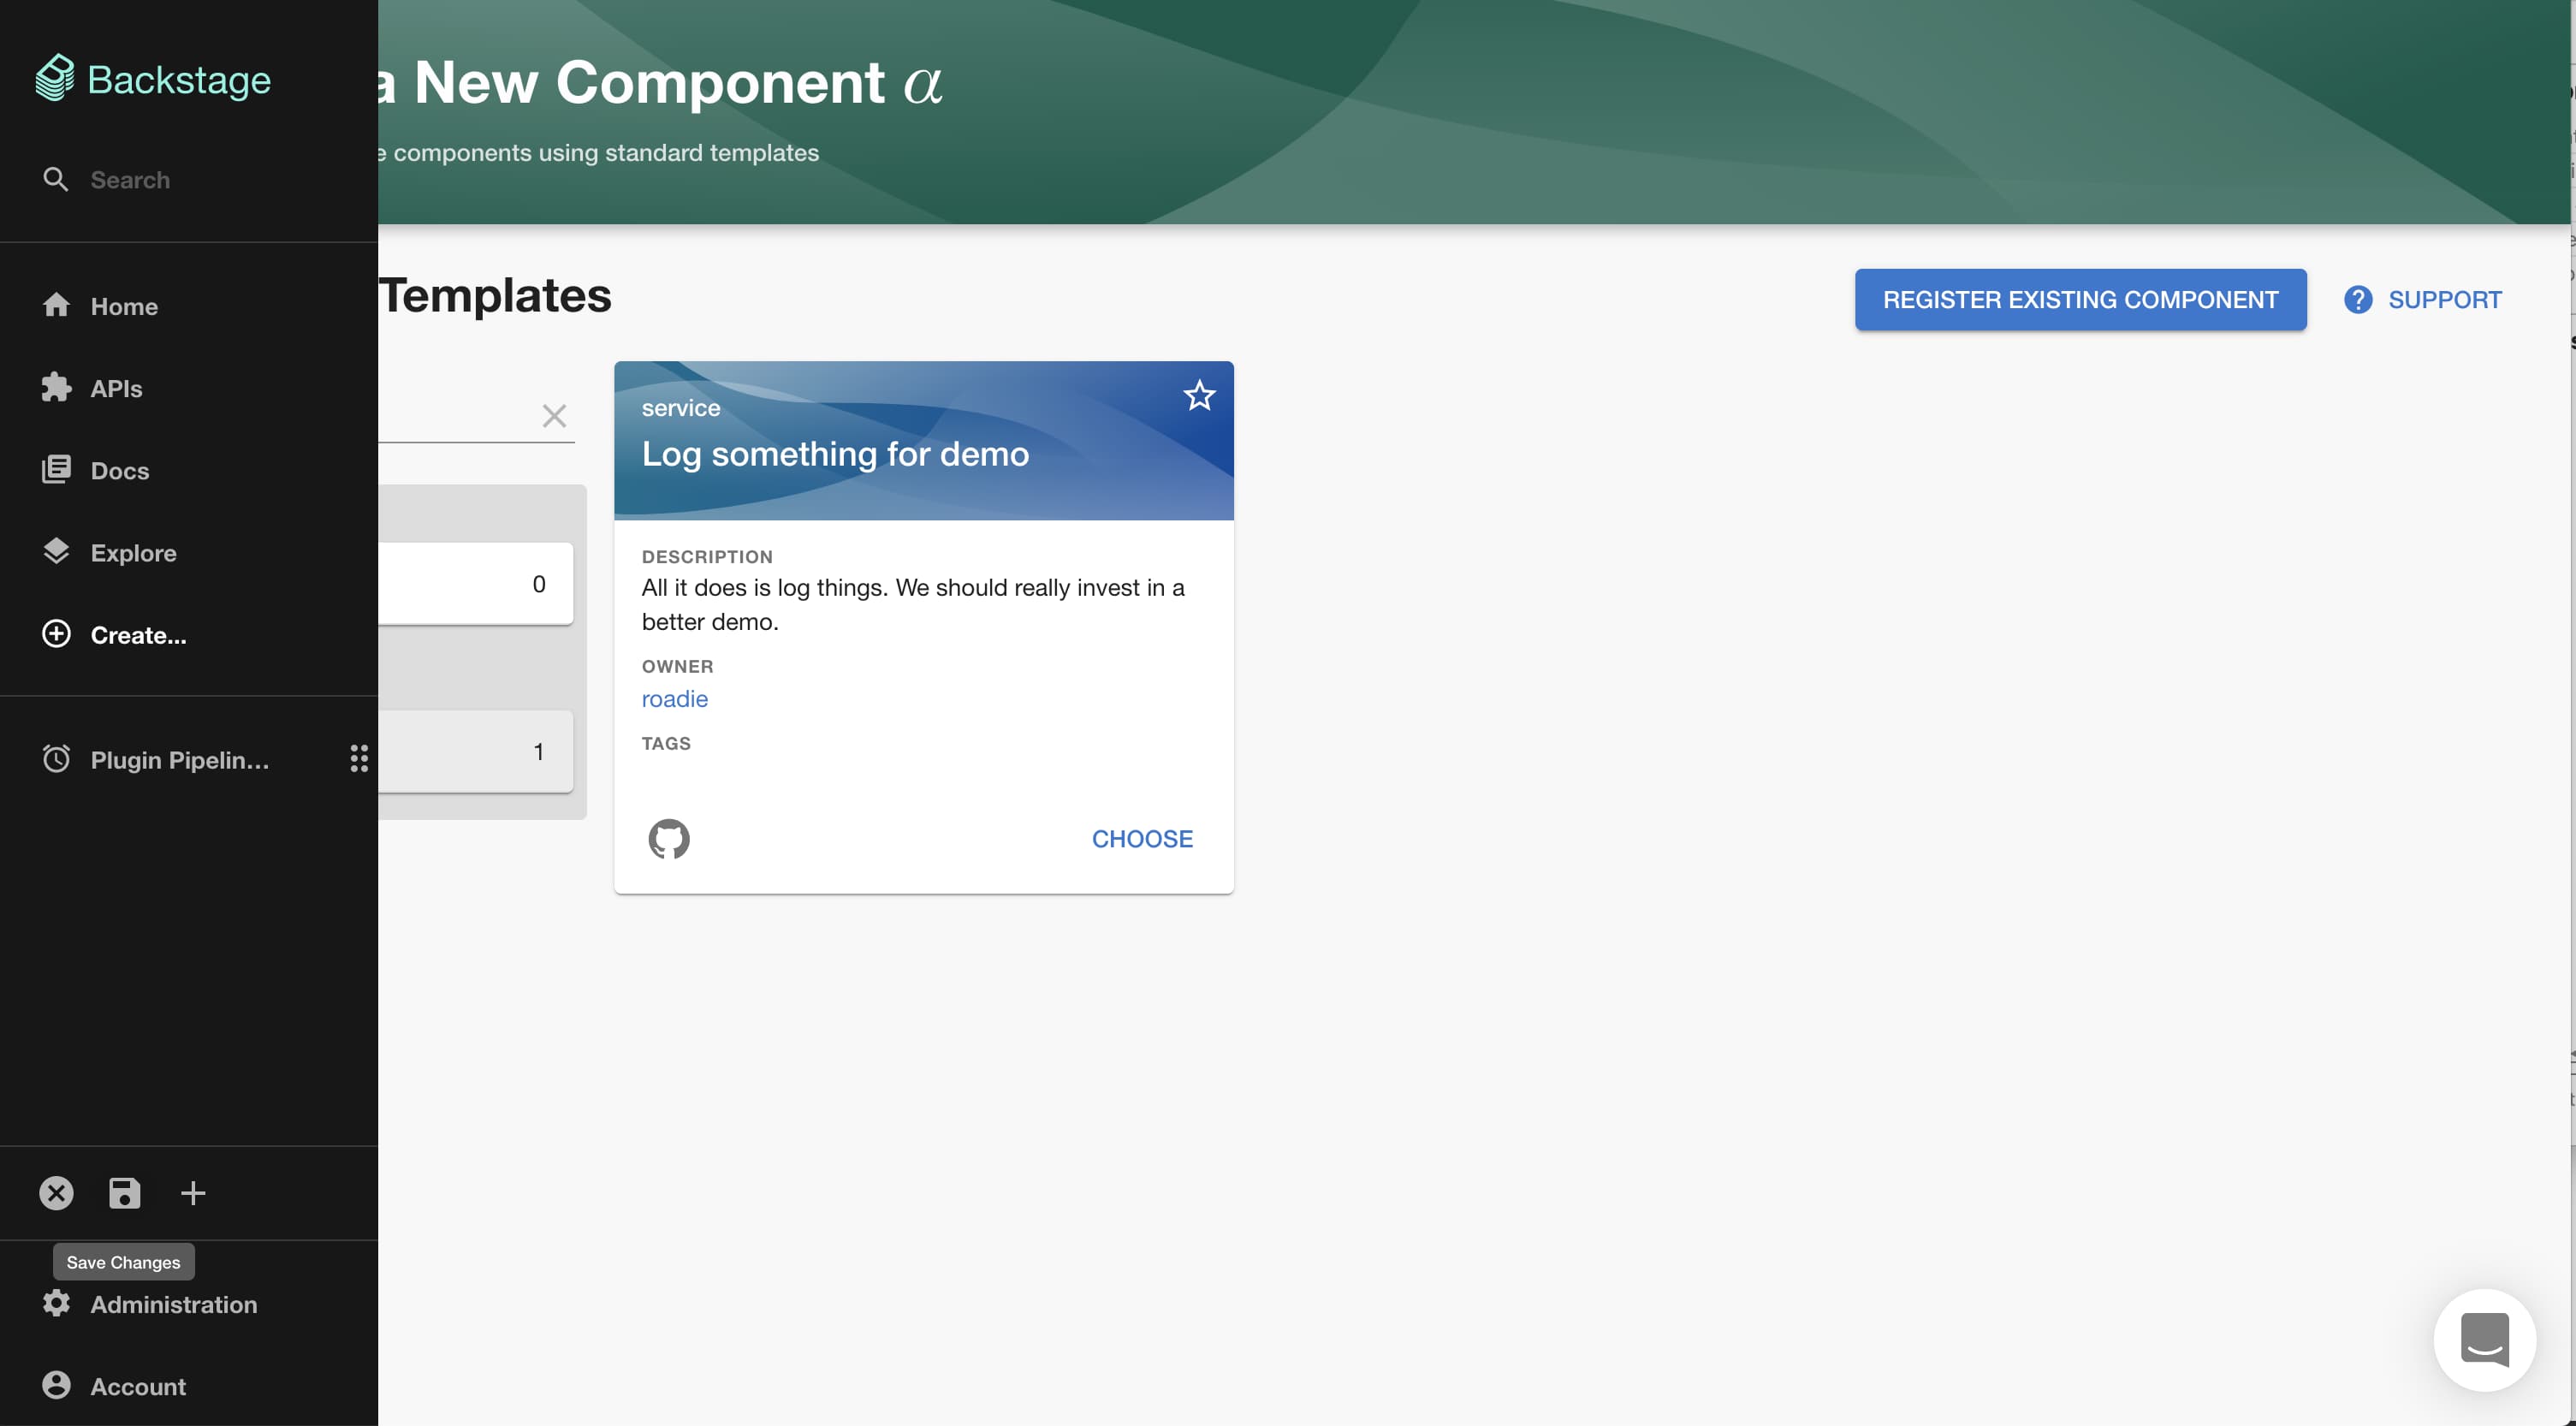 Backstage
Search
Home
APIs
Docs
Explore
Create...
Plugin Pipelin...
Save Changes
Administration
Account
a New Component α
e components using standard templates
Templates
REGISTER EXISTING COMPONENT
SUPPORT
0
1
service
Log something for demo
DESCRIPTION
All it does is log things. We should really invest in a
better demo.
OWNER
roadie
TAGS
CHOOSE